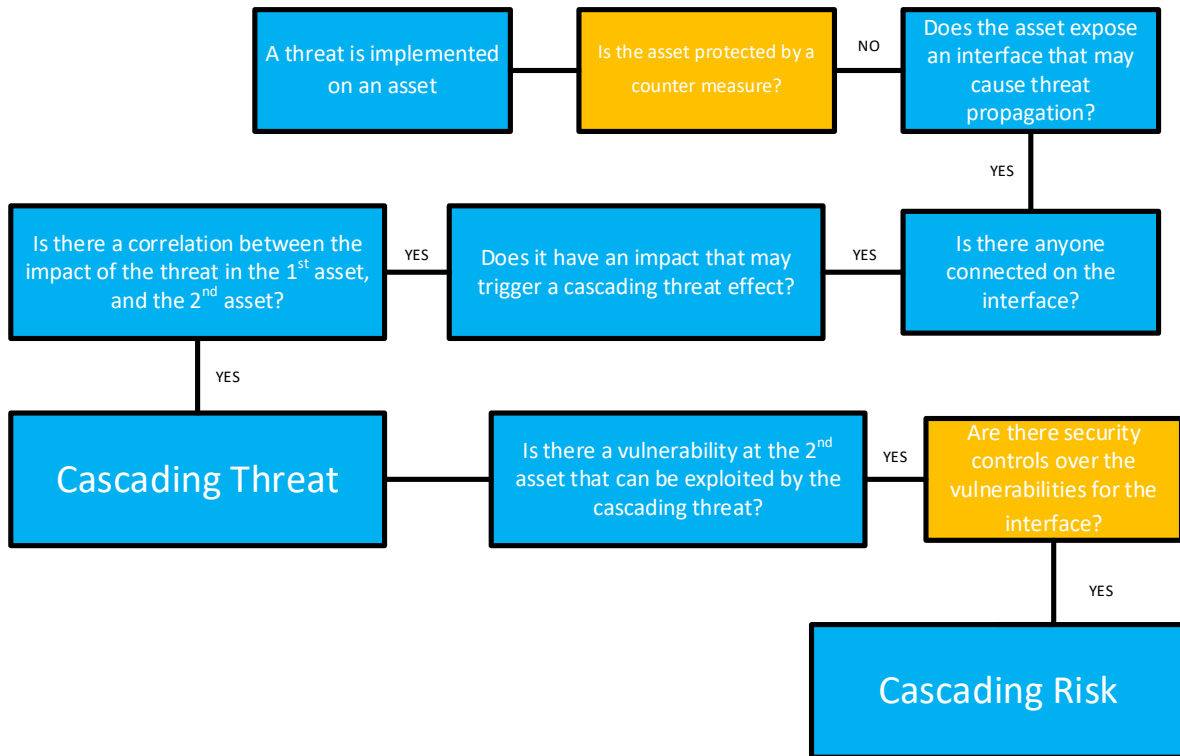 A threat is implemented
on an asset
Is the asset protected by a
counter measure?
NO
Does the asset expose
an interface that may
cause threat
propagation?
YES
Is there a correlation between the
impact of the threat in the 1st asset,
and the 2nd asset?
YES
Does it have an impact that may
trigger a cascading threat effect?
YES
Is there anyone
connected on the
interface?
YES
Cascading Threat
Is there a vulnerability at the 2nd
asset that can be exploited by the
cascading threat?
YES
Are there security
controls over the
vulnerabilities for the
interface?
YES
Cascading Risk